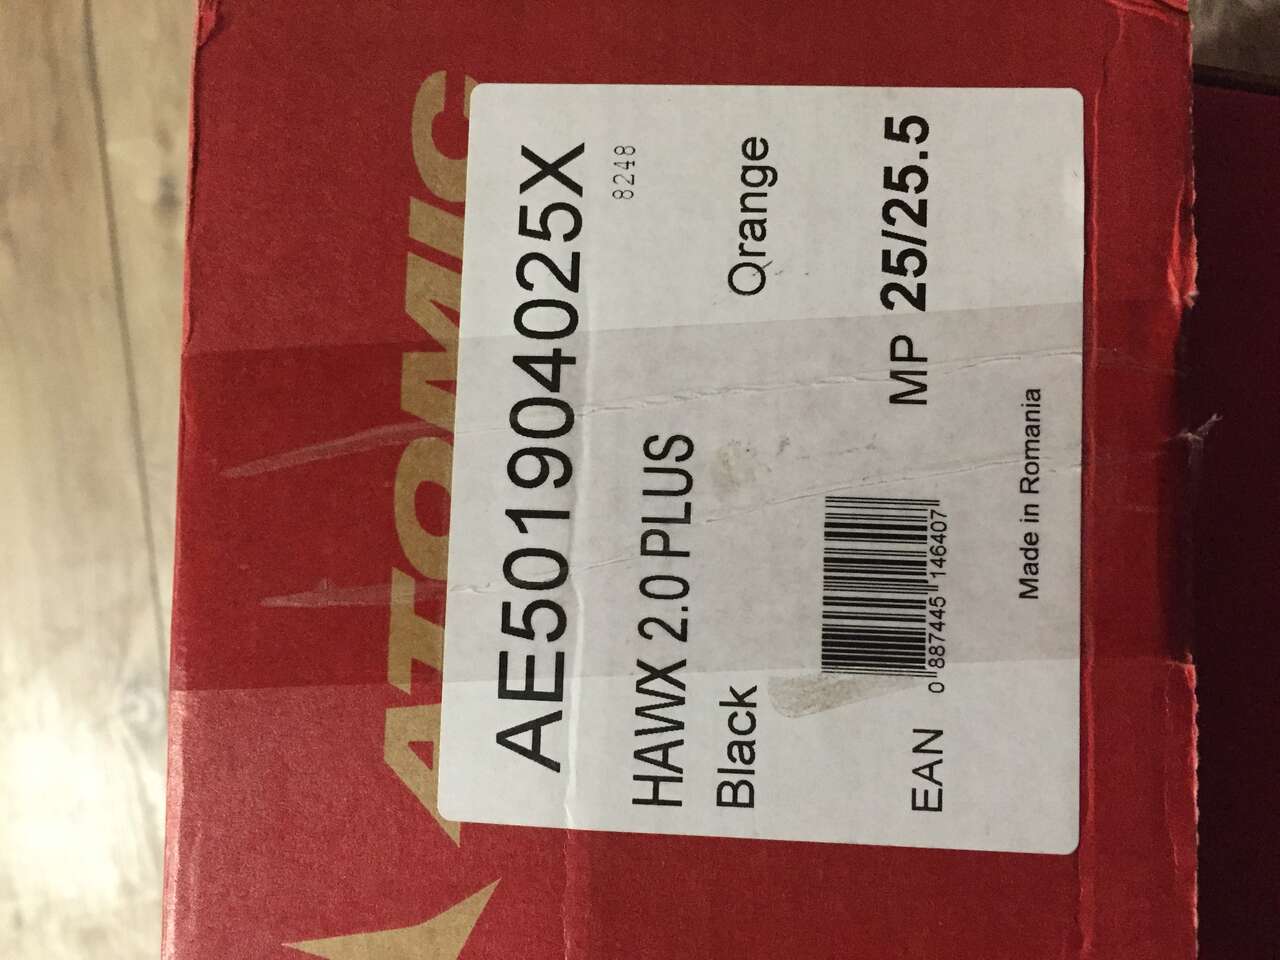 ATOMIC
AE501904025X
8248
HAWX 2.0 PLUS
Black Orange
EAN 0 887445 146407 MP 25/25.5
Made in Romania